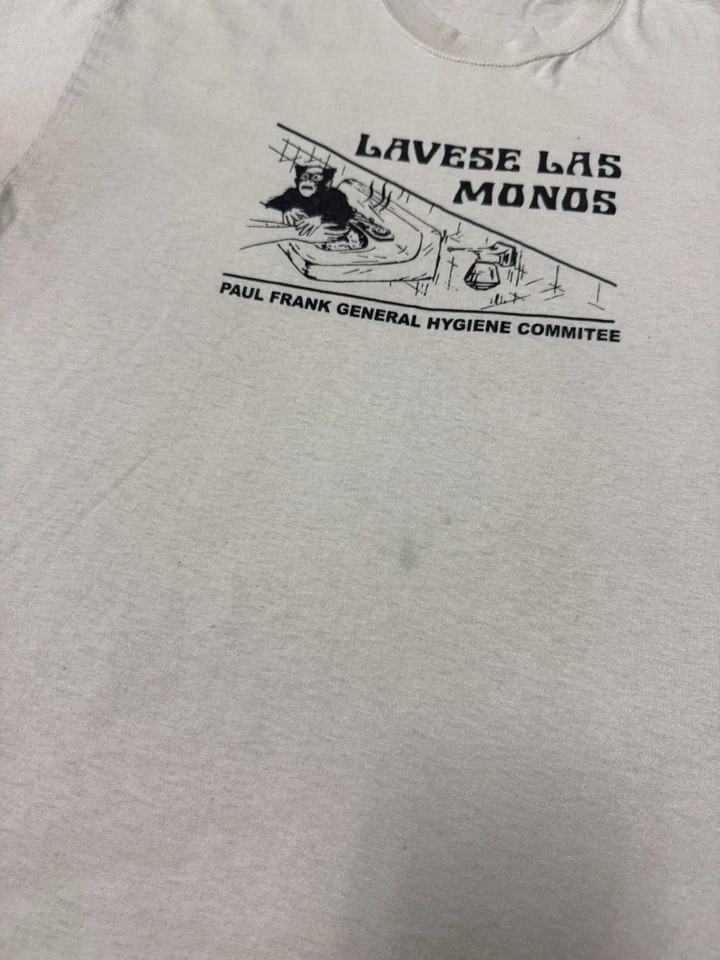 LAVESE LAS
MONOS
PAUL FRANK GENERAL HYGIENE COMMITEE